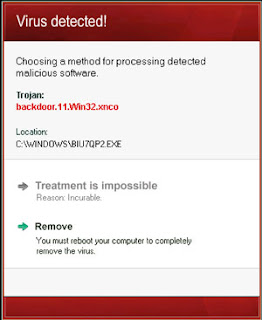 Virus detected!
Choosing a method for processing detected
malicious software.
Trojan:
backdoor.11.Win32.xnco
Location:
C:\WINDOWS\BIU7QP2.EXE
Treatment is impossible
Reason: Incurable.
Remove
You must reboot your computer to completely
remove the virus.